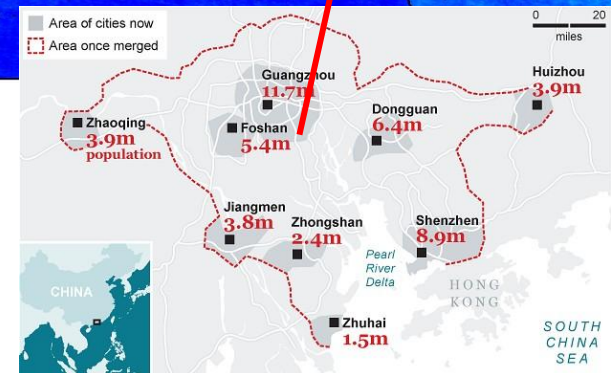 Area of cities now
Area once merged
0 20
miles
Guangzhou
11.7m
Huizhou
3.9m
Zhaoqing
3.9m
population
Foshan
5.4m
Dongguan
6.4m
Jiangmen
3.8m
Zhongshan
2.4m
Shenzhen
8.9m
Pearl
River
Delta
HONG
KONG
CHINA
Zhuhai
1.5m
SOUTH
CHINA
SEA